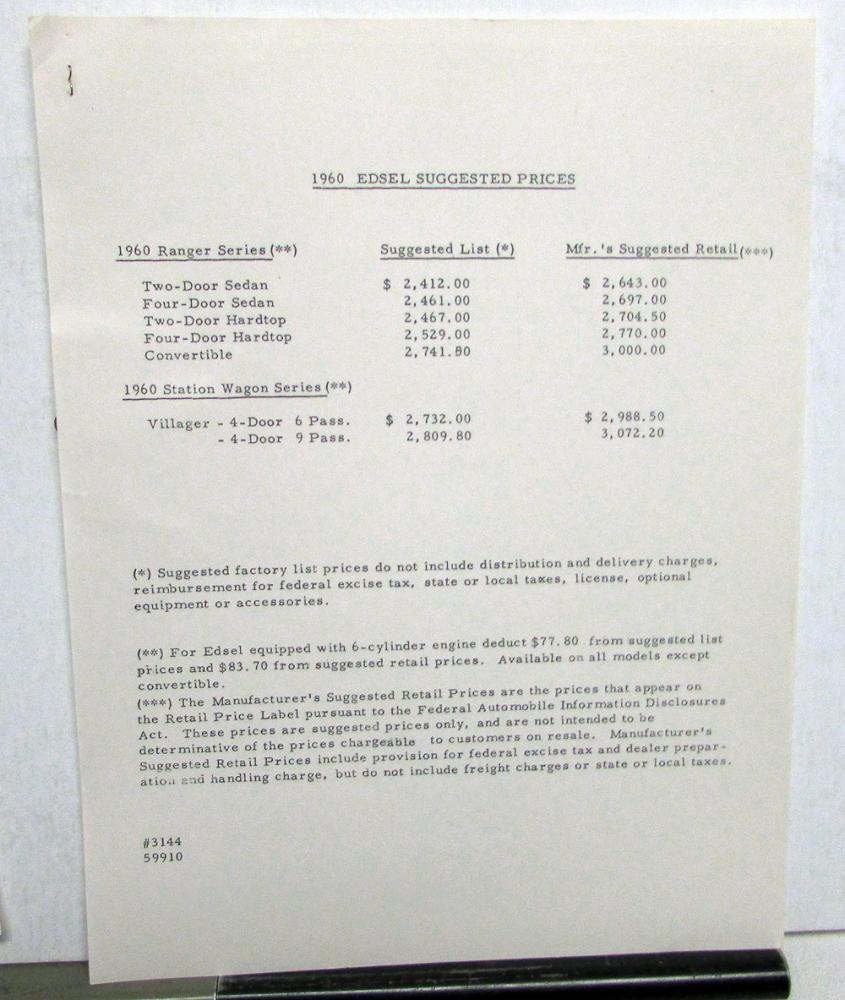 1960 EDSEL SUGGESTED PRICES
1960 Ranger Series (**) Suggested List (*) Mfr.'s Suggested Retail (***)
Two-Door Sedan $ 2,412.00 $ 2,643.00
Four-Door Sedan 2,461.00 2,697.00
Two-Door Hardtop 2,467.00 2,704.50
Four-Door Hardtop 2,529.00 2,770.00
Convertible 2,741.80 3,000.00
1960 Station Wagon Series (**)
Villager - 4-Door 6 Pass. $ 2,732.00 $ 2,988.50
- 4-Door 9 Pass. 2,809.80 3,072.20
(*) Suggested factory list prices do not include distribution and delivery charges,
reimbursement for federal excise tax, state or local taxes, license, optional
equipment or accessories.
(**) For Edsel equipped with 6-cylinder engine deduct $77.80 from suggested list
prices and $83.70 from suggested retail prices. Available on all models except
convertible.
(***) The Manufacturer's Suggested Retail Prices are the prices that appear on
the Retail Price Label pursuant to the Federal Automobile Information Disclosures
Act. These prices are suggested prices only, and are not intended to be
determinative of the prices chargeable to customers on resale. Manufacturer's
Suggested Retail Prices include provision for federal excise tax and dealer prepar-
ation and handling charge, but do not include freight charges or state or local taxes.
#3144
59910